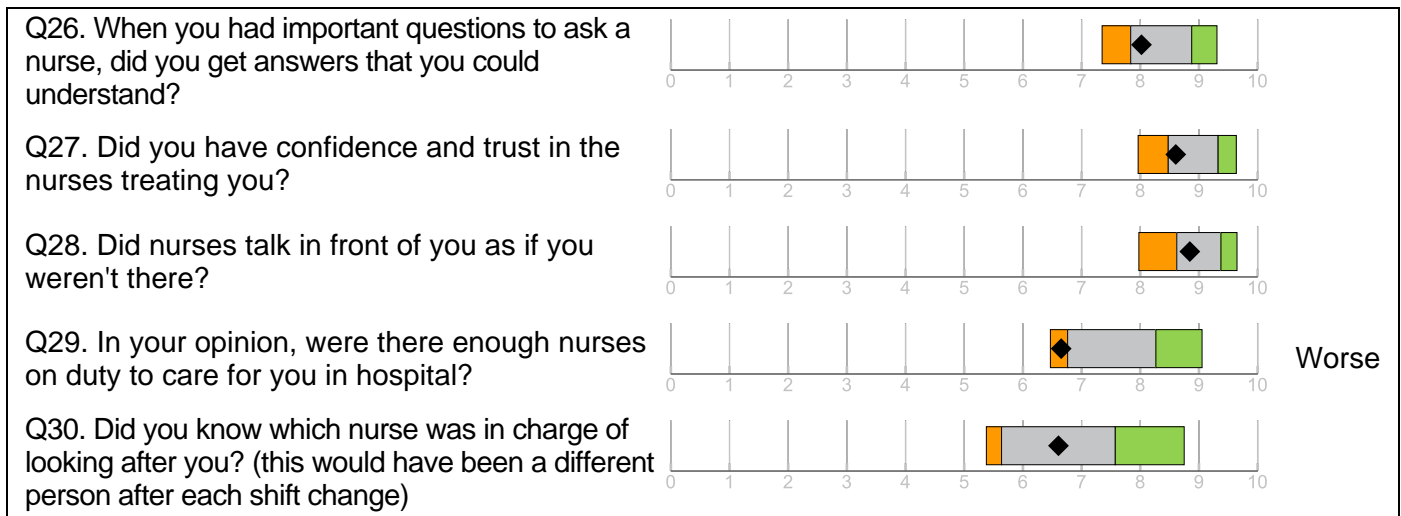 Q26. When you had important questions to ask a
nurse, did you get answers that you could
understand?
0 1 2 3 4 5 6 7 8 9 10
Q27. Did you have confidence and trust in the
nurses treating you?
0 1 2 3 4 5 6 7 8 9 10
Q28. Did nurses talk in front of you as if you
weren't there?
0 1 2 3 4 5 6 7 8 9 10
Q29. In your opinion, were there enough nurses
on duty to care for you in hospital?
Worse
0 1 2 3 4 5 6 7 8 9 10
Q30. Did you know which nurse was in charge of
looking after you? (this would have been a different
person after each shift change)
0 1 2 3 4 5 6 7 8 9 10